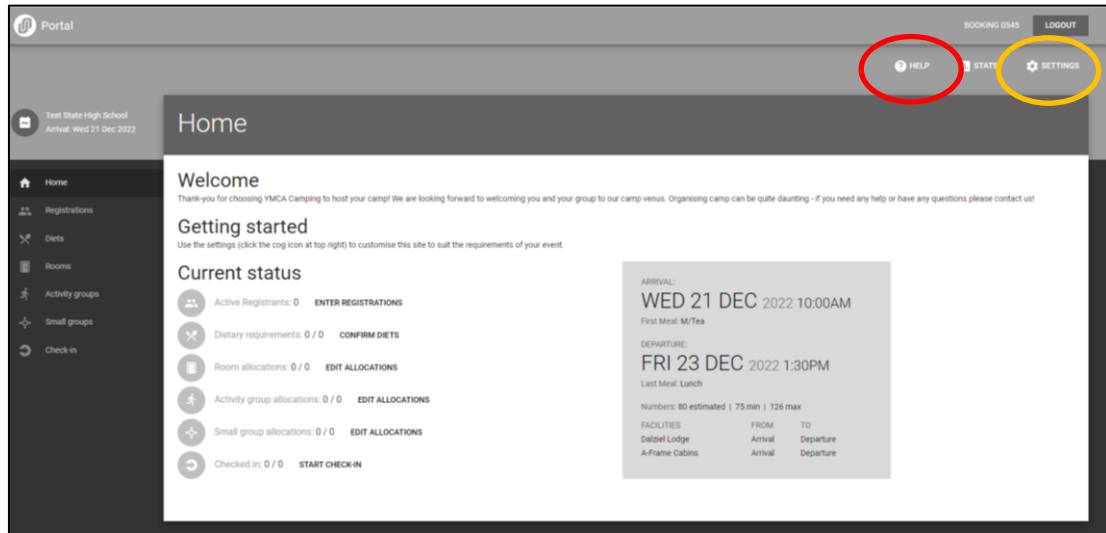 Portal
BOOKING 0545
LOGOUT
HELP
STATS
SETTINGS
Test State High School
Arrival: Wed 21 Dec 2022
Home
Home
Registrations
Diets
Rooms
Activity groups
Small groups
Check-in
Welcome
Thank-you for choosing YMCA Camping to host your camp! We are looking forward to welcoming you and your group to our camp venue. Organising camp can be quite daunting - if you need any help or have any questions please contact us!
Getting started
Use the settings (click the cog icon at top right) to customise this site to suit the requirements of your event.
Current status
Active Registrants: 0 ENTER REGISTRATIONS
Dietary requirements: 0 / 0 CONFIRM DIETS
Room allocations: 0 / 0 EDIT ALLOCATIONS
Activity group allocations: 0 / 0 EDIT ALLOCATIONS
Small group allocations: 0 / 0 EDIT ALLOCATIONS
Checked in: 0 / 0 START CHECK-IN
ARRIVAL:
WED 21 DEC 2022 10:00AM
First Meal: M/Tea
DEPARTURE:
FRI 23 DEC 2022 1:30PM
Last Meal: Lunch
Numbers: 80 estimated | 75 min | 126 max
FACILITIES FROM TO
Dalziel Lodge Arrival Departure
A-Frame Cabins Arrival Departure